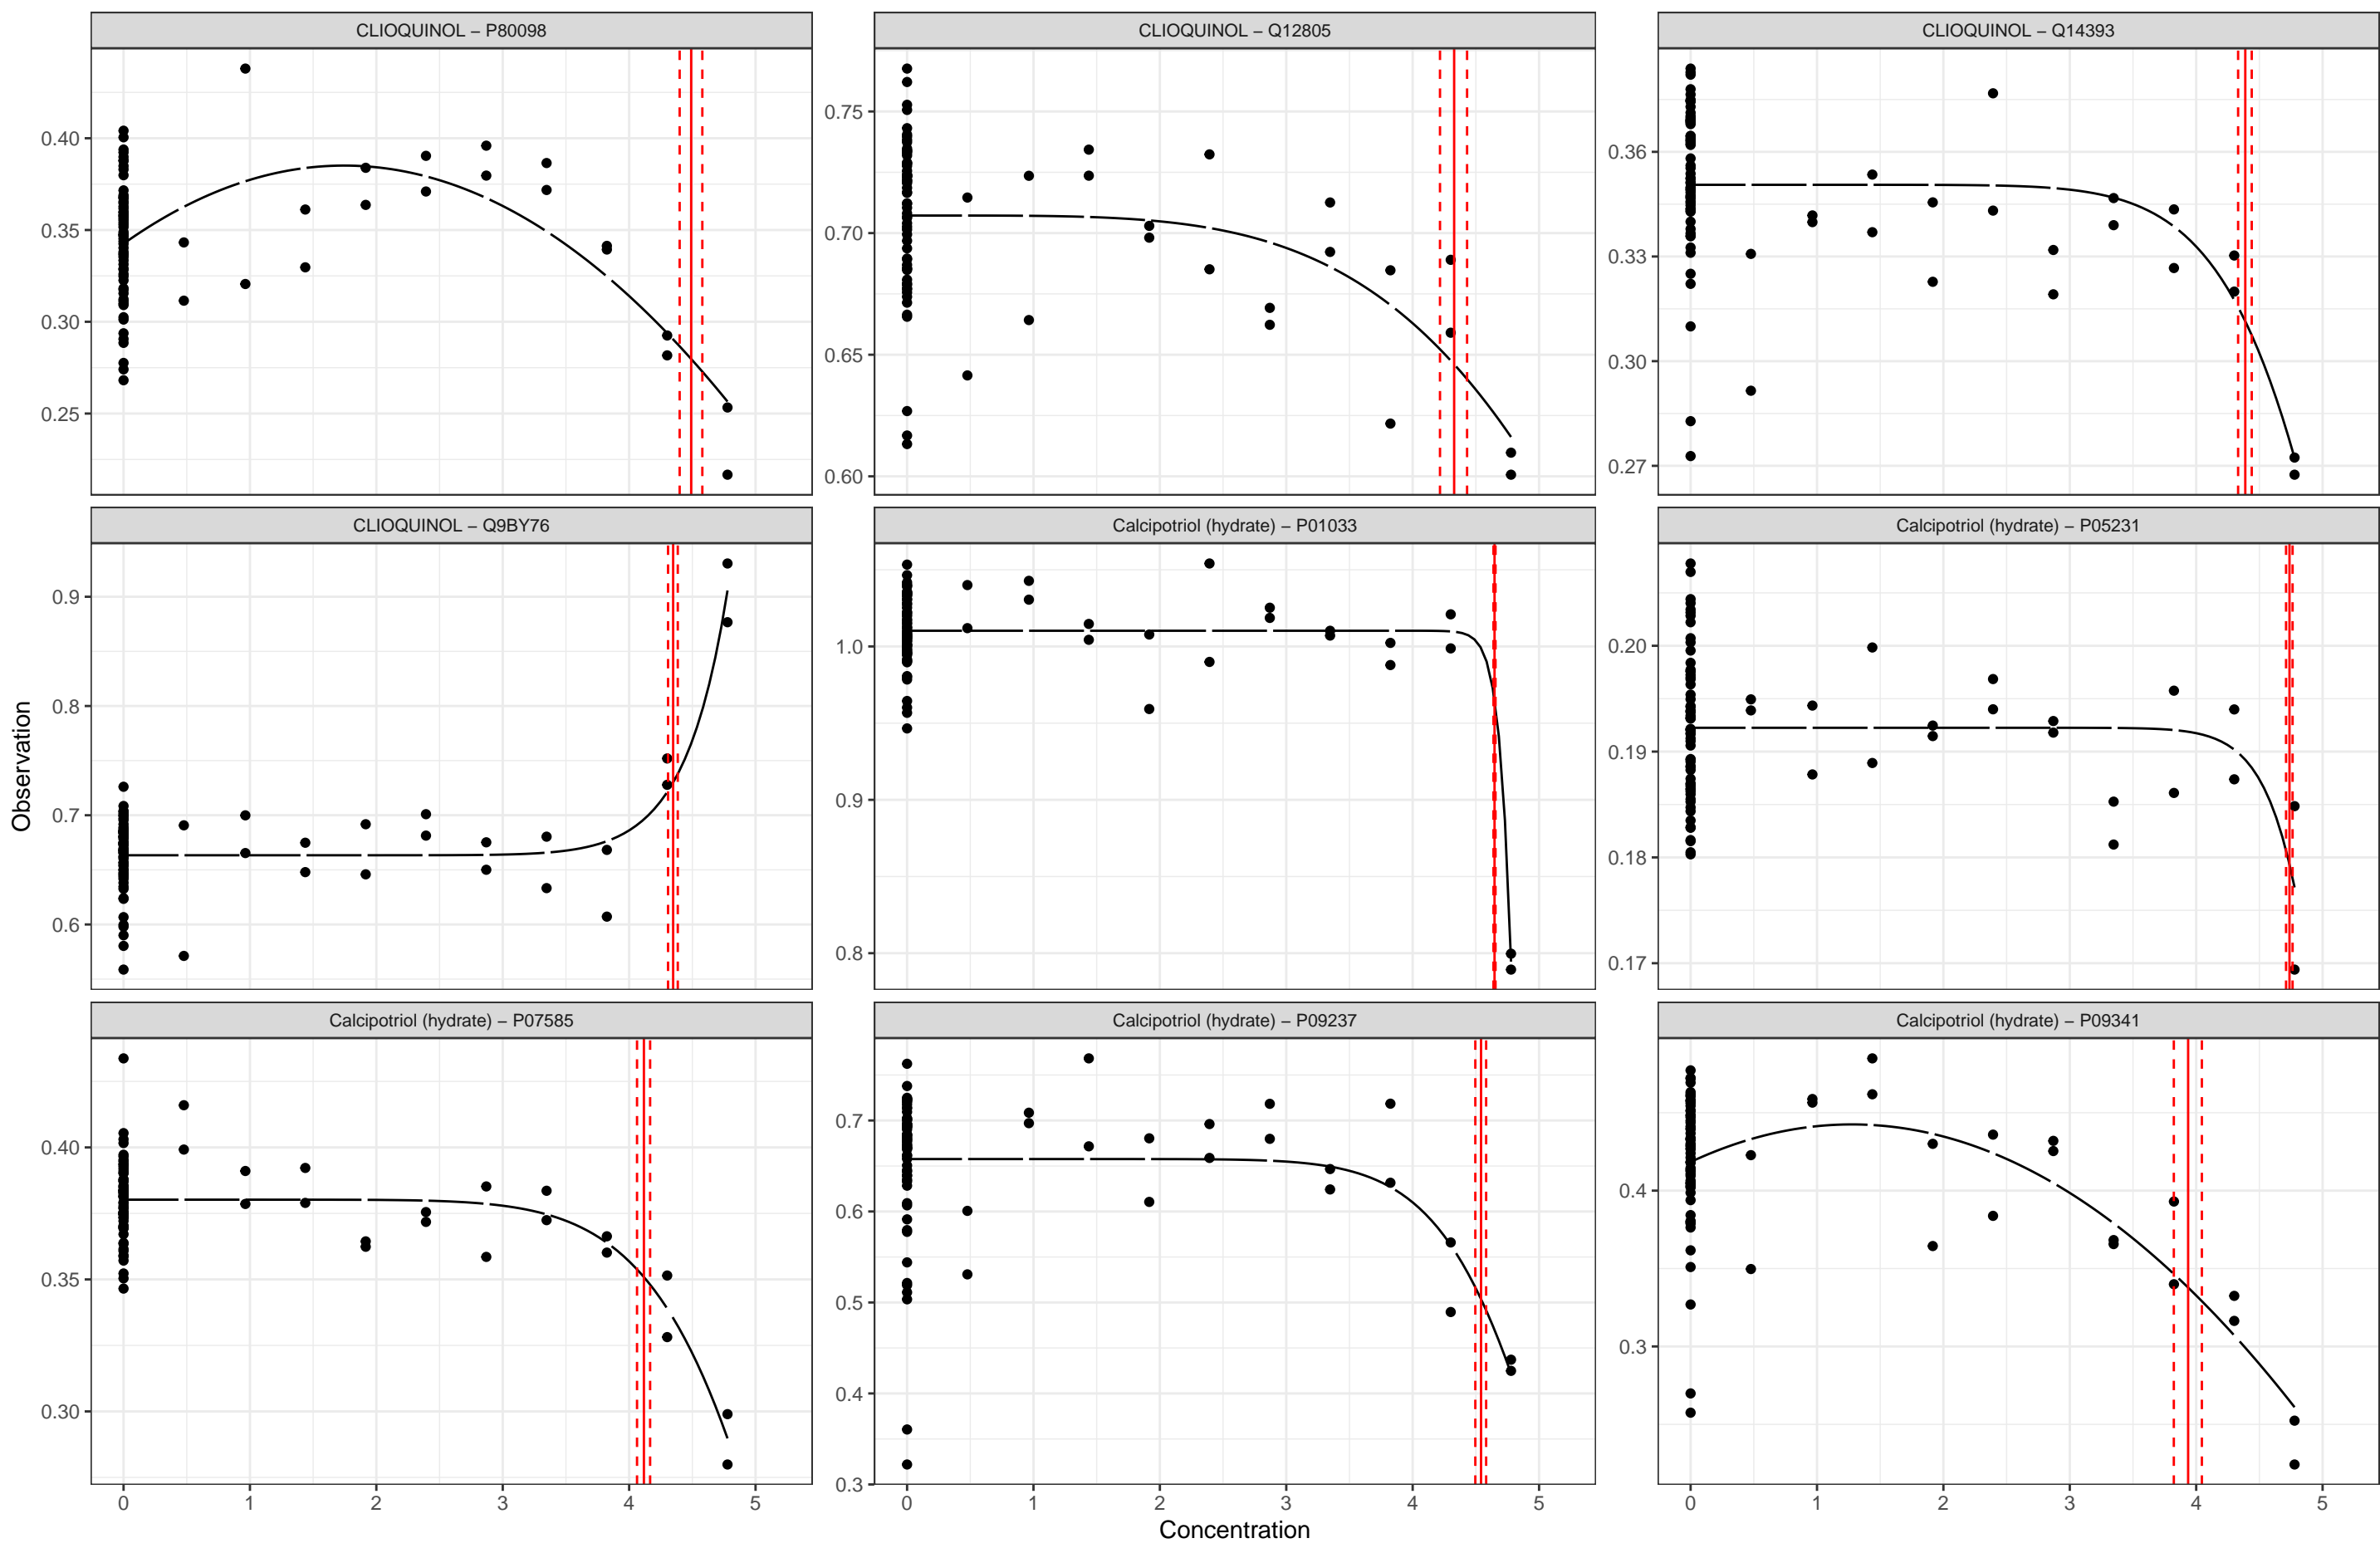 CLIOQUINOL – P80098
CLIOQUINOL – Q12805
CLIOQUINOL – Q14393
0.40
0.35
0.30
0.25
0.75
0.70
0.65
0.60
0.36
0.33
0.30
0.27
CLIOQUINOL – Q9BY76
Calcipotriol (hydrate) – P01033
Calcipotriol (hydrate) – P05231
0.9
0.8
0.7
0.6
1.0
0.9
0.8
0.20
0.19
0.18
0.17
Observation
Calcipotriol (hydrate) – P07585
Calcipotriol (hydrate) – P09237
Calcipotriol (hydrate) – P09341
0.40
0.35
0.30
0.7
0.6
0.5
0.4
0.3
0.4
0.3
0 1 2 3 4 5
0 1 2 3 4 5
0 1 2 3 4 5
Concentration